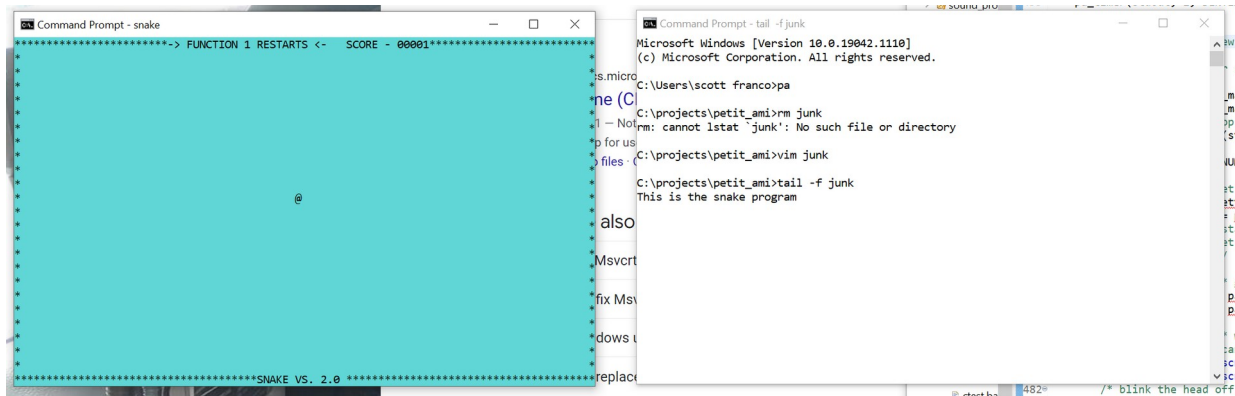 Command Prompt - snake
***********************-> FUNCTION 1 RESTARTS <-   SCORE - 00001*************************
@
*************************************SNAKE VS. 2.0 **************************************
Command Prompt - tail -f junk
Microsoft Windows [Version 10.0.19042.1110]
(c) Microsoft Corporation. All rights reserved.
C:\Users\scott franco>pa
C:\projects\petit_ami>rm junk
rm: cannot lstat `junk': No such file or directory
C:\projects\petit_ami>vim junk
C:\projects\petit_ami>tail -f junk
This is the snake program
also
Msvcrt
replace
482
/* blink the head off